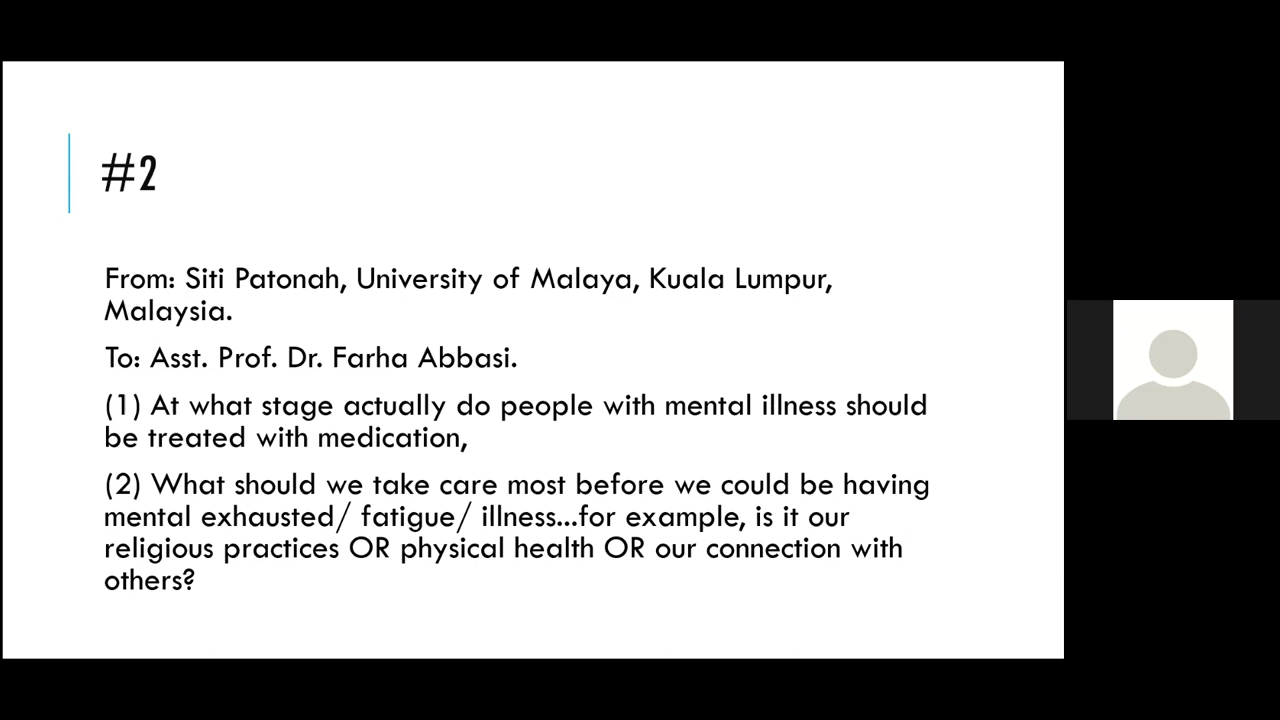 #2
From: Siti Patonah, University of Malaya, Kuala Lumpur,
Malaysia.
To: Asst. Prof. Dr. Farha Abbasi.
(1) At what stage actually do people with mental illness should
be treated with medication,
(2) What should we take care most before we could be having
mental exhausted/ fatigue/ illness...for example, is it our
religious practices OR physical health OR our connection with
others?